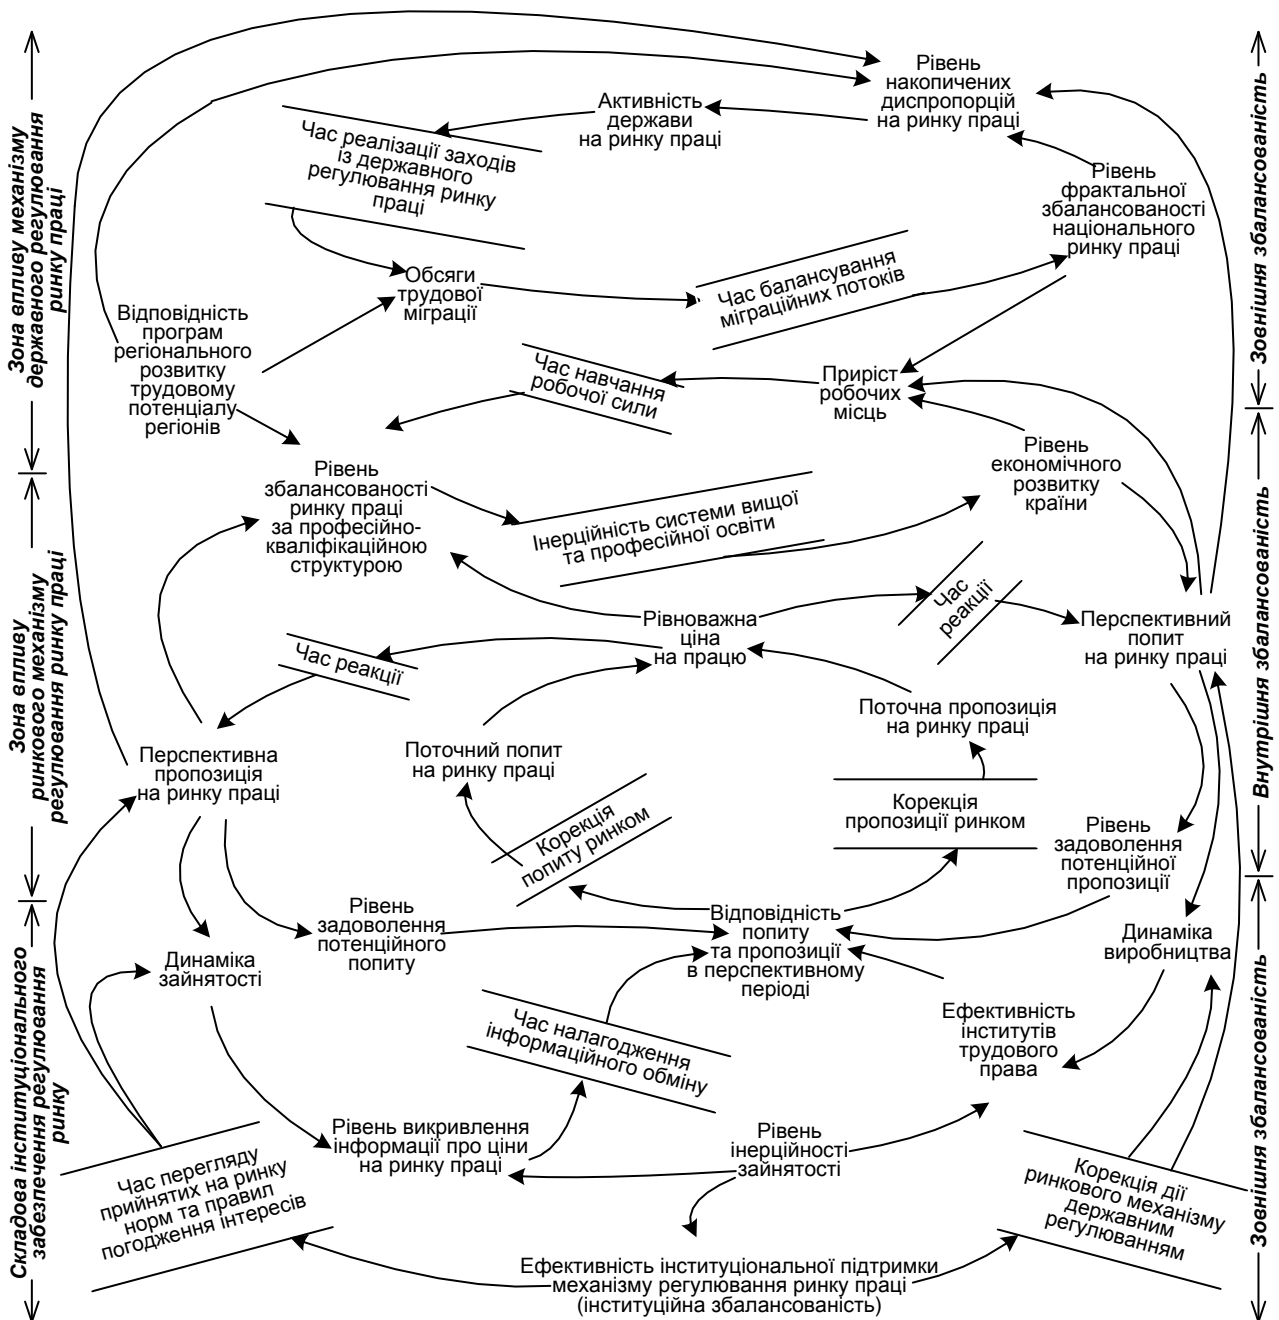 Зона впливу механізму
державного регулювання
ринку праці
Зона впливу
ринкового механізму
регулювання ринку праці
Складова інституціонального
забезпечення регулювання
ринку
Рівень
накопичених
диспропорцій
на ринку праці
Активність
держави
на ринку праці
Час реалізації заходів
із державного
регулювання ринку
праці
Рівень
фрактальної
збалансованості
національного
ринку праці
Обсяги
трудової
міграції
Час балансування
міграційних потоків
Відповідність
програм
регіонального
розвитку
трудовому
потенціалу
регіонів
Час навчання
робочої сили
Приріст
робочих
місць
Рівень
збалансованості
ринку праці
за професійно-
кваліфікаційною
структурою
Інерційність системи вищої
та професійної освіти
Рівень
економічного
розвитку
країни
Рівноважна
ціна
на працю
Час
реакції
Перспективний
попит
на ринку праці
Час реакції
Поточна пропозиція
на ринку праці
Перспективна
пропозиція
на ринку праці
Поточний попит
на ринку праці
Корекція
попиту ринком
Корекція
пропозиції ринком
Рівень
задоволення
потенційної
пропозиції
Рівень
задоволення
потенційного
попиту
Відповідність
попиту
та пропозиції
в перспективному
періоді
Динаміка
виробництва
Динаміка
зайнятості
Час налагодження
інформаційного обміну
Ефективність
інститутів
трудового
права
Рівень викривлення
інформації про ціни
на ринку праці
Рівень
інерційності
зайнятості
Час перегляду
прийнятих на ринку
норм та правил
погодження інтересів
Корекція дії
ринкового механізму
державним
регулюванням
Ефективність інституціональної підтримки
механізму регулювання ринку праці
(інституційна збалансованість)
Зовнішня збалансованість
Внутрішня збалансованість
Зовнішня збалансованість